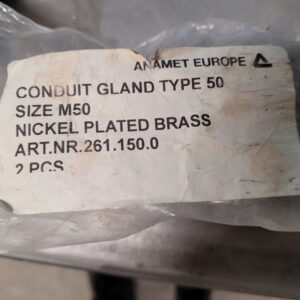 ANAMET EUROPE
CONDUIT GLAND TYPE 50
SIZE M50
NICKEL PLATED BRASS
ART.NR.261.150.0
2 PCS